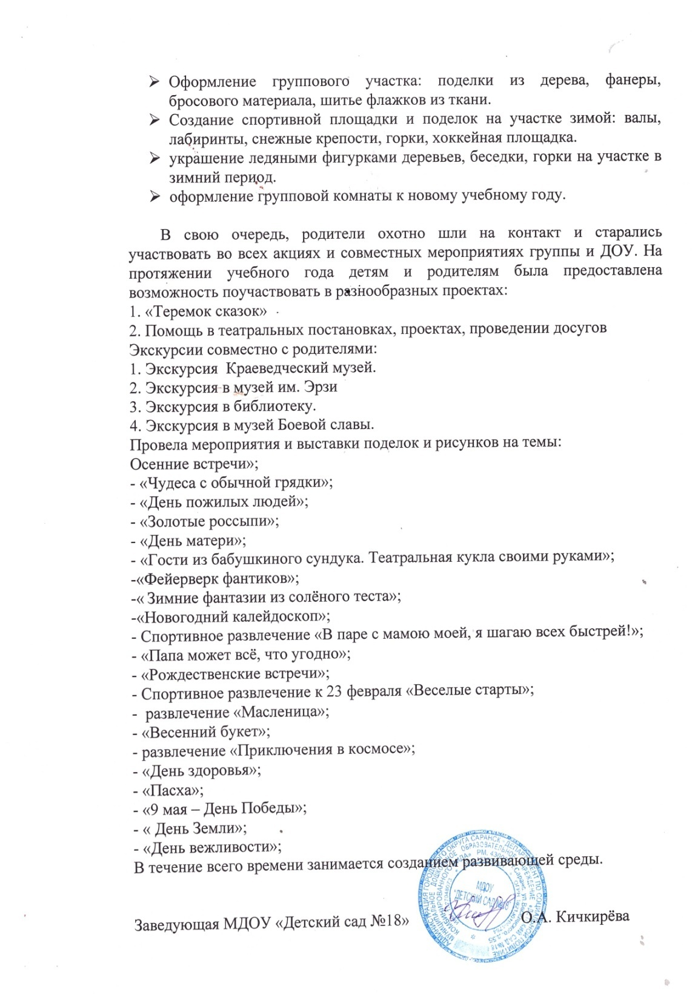 ➢ Оформление группового участка: поделки из дерева, фанеры,
бросового материала, шитье флажков из ткани.
➢ Создание спортивной площадки и поделок на участке зимой: валы,
лабиринты, снежные крепости, горки, хоккейная площадка.
➢ украшение ледяными фигурками деревьев, беседки, горки на участке в
зимний период.
➢ оформление групповой комнаты к новому учебному году.
В свою очередь, родители охотно шли на контакт и старались
участвовать во всех акциях и совместных мероприятиях группы и ДОУ. На
протяжении учебного года детям и родителям была предоставлена
возможность поучаствовать в разнообразных проектах:
1. «Теремок сказок»
2. Помощь в театральных постановках, проектах, проведении досугов
Экскурсии совместно с родителями:
1. Экскурсия Краеведческий музей.
2. Экскурсия в музей им. Эрзи
3. Экскурсия в библиотеку.
4. Экскурсия в музей Боевой славы.
Провела мероприятия и выставки поделок и рисунков на темы:
Осенние встречи»;
- «Чудеса с обычной грядки»;
- «День пожилых людей»;
- «Золотые россыпи»;
- «День матери»;
- «Гости из бабушкиного сундука. Театральная кукла своими руками»;
-«Фейерверк фантиков»;
-« Зимние фантазии из солёного теста»;
-«Новогодний калейдоскоп»;
- Спортивное развлечение «В паре с мамою моей, я шагаю всех быстрей!»;
- «Папа может всё, что угодно»;
- «Рождественские встречи»;
- Спортивное развлечение к 23 февраля «Веселые старты»;
- развлечение «Масленица»;
- «Весенний букет»;
- развлечение «Приключения в космосе»;
- «День здоровья»;
- «Пасха»;
- «9 мая – День Победы»;
- « День Земли»;
- «День вежливости»;
В течение всего времени занимается созданием развивающей среды.
Заведующая МДОУ «Детский сад №18» О.А. Кичкирёва
МДОУ
"ДЕТСКИЙ САД №18"